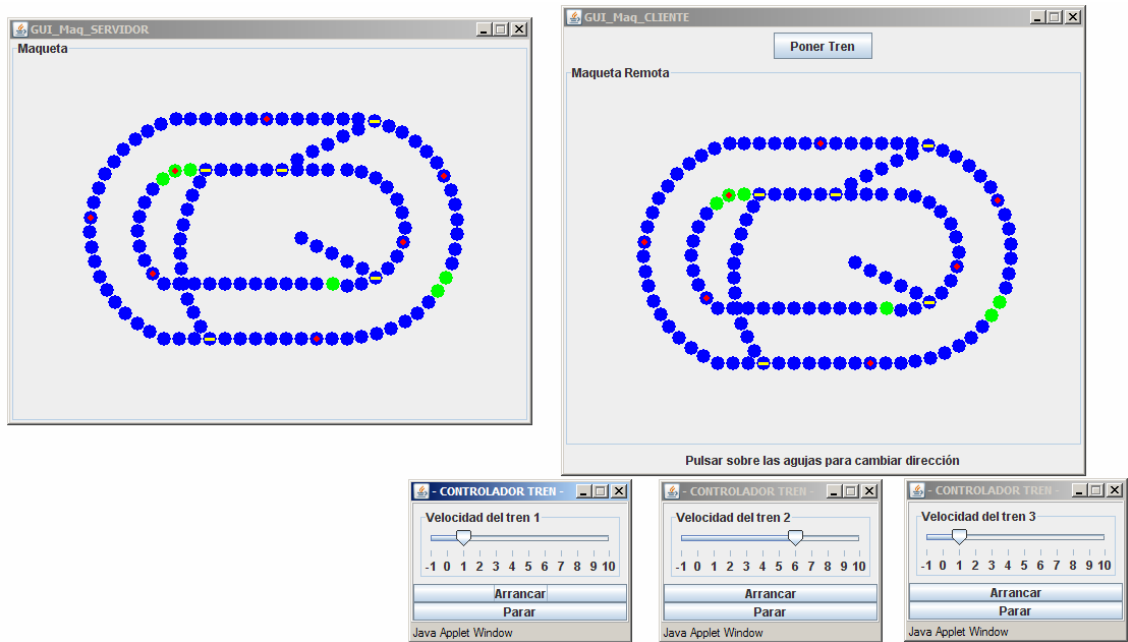 GUI_Maq_SERVIDOR
Maqueta
GUI_Maq_CLIENTE
Poner Tren
Maqueta Remota
Pulsar sobre las agujas para cambiar dirección
- CONTROLADOR TREN -
Velocidad del tren 1
-1 0 1 2 3 4 5 6 7 8 9 10
Arrancar
Parar
Java Applet Window
- CONTROLADOR TREN -
Velocidad del tren 2
-1 0 1 2 3 4 5 6 7 8 9 10
Arrancar
Parar
Java Applet Window
- CONTROLADOR TREN -
Velocidad del tren 3
-1 0 1 2 3 4 5 6 7 8 9 10
Arrancar
Parar
Java Applet Window